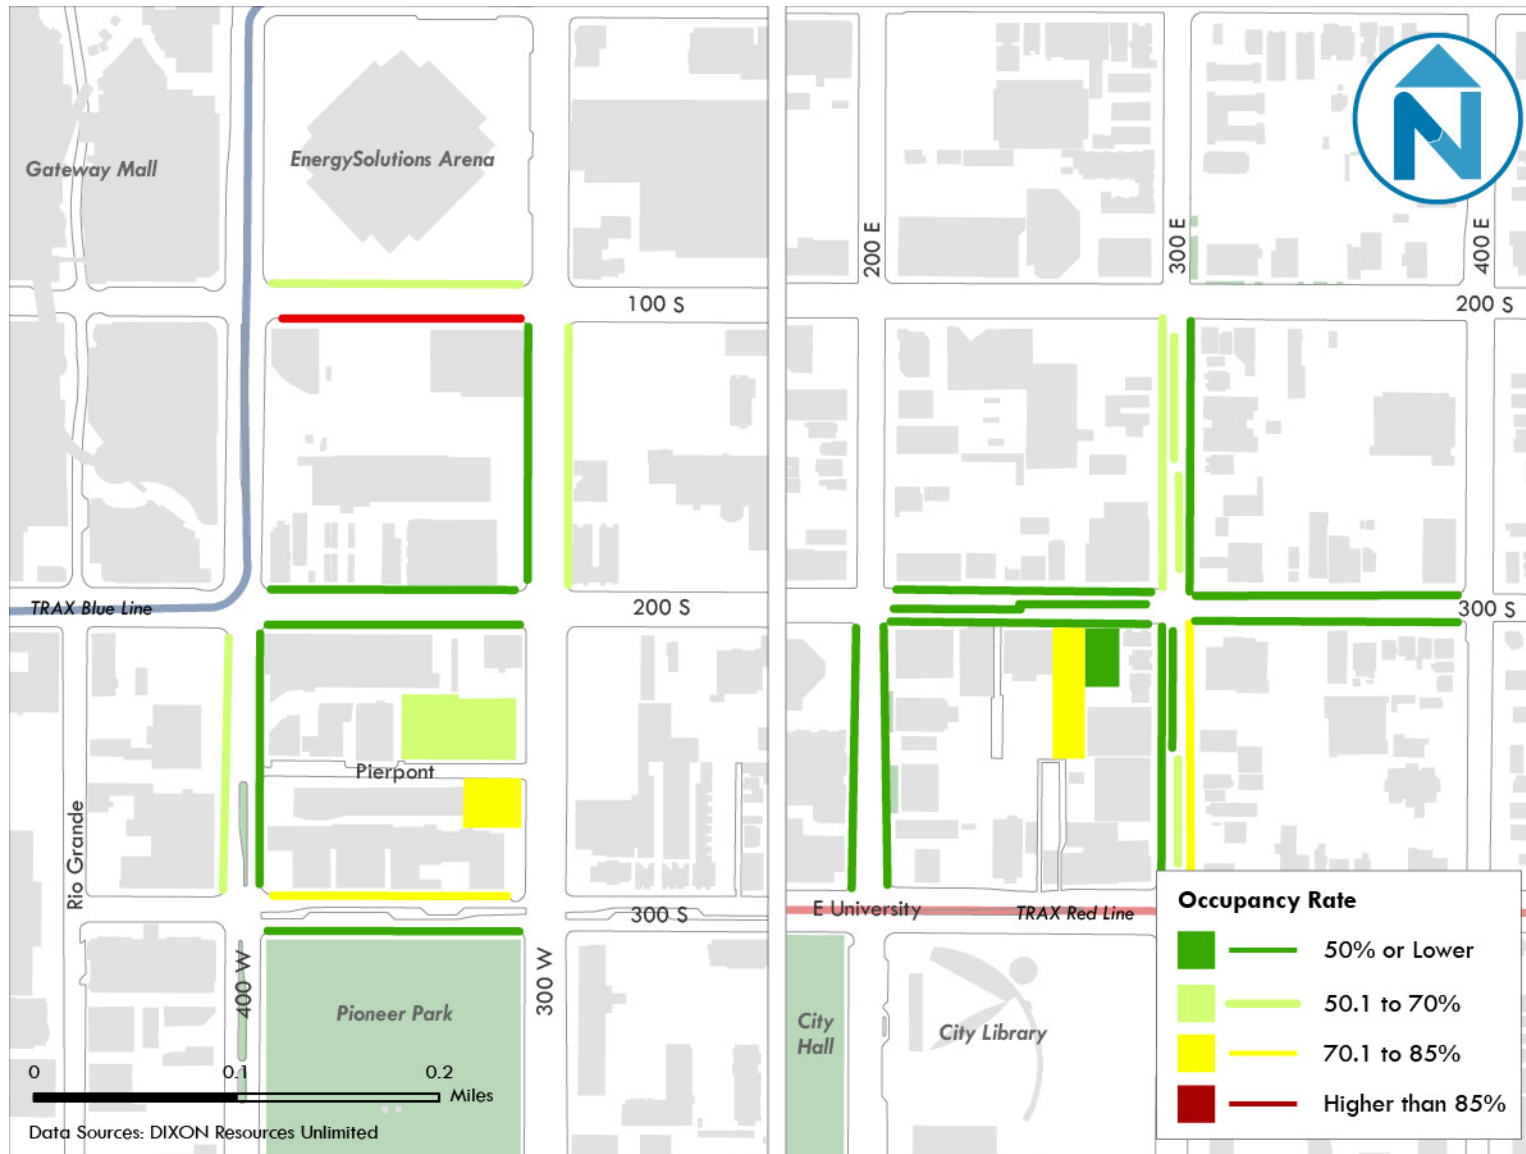 Gateway Mall
EnergySolutions Arena
N
200 E
300 E
400 E
100 S
200 S
TRAX Blue Line
200 S
300 S
Pierpont
Rio Grande
300 S
E University
TRAX Red Line
400 W
300 W
Pioneer Park
City
Hall
City Library
Occupancy Rate
50% or Lower
50.1 to 70%
70.1 to 85%
Higher than 85%
0 0.1 0.2
Miles
Data Sources: DIXON Resources Unlimited